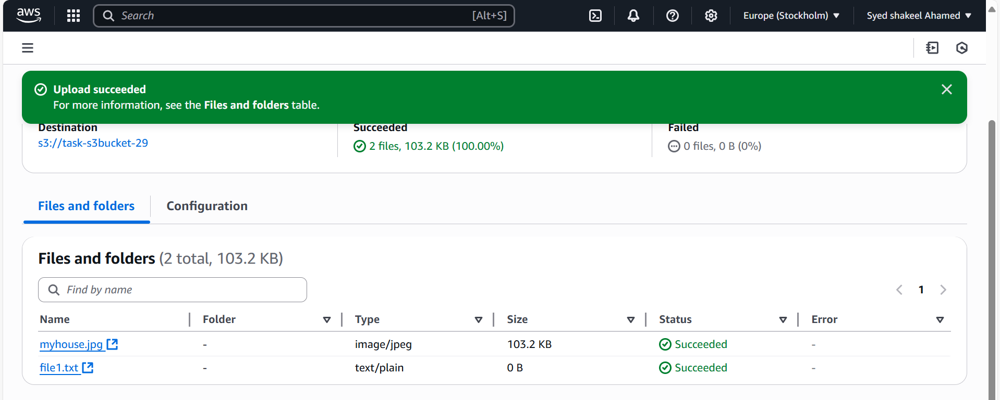 aws
Search [Alt+S]
Europe (Stockholm)
Syed shakeel Ahamed
Upload succeeded
For more information, see the Files and folders table.
Destination
s3://task-s3bucket-29
Succeeded
2 files, 103.2 KB (100.00%)
Failed
0 files, 0 B (0%)
Files and folders
Configuration
Files and folders (2 total, 103.2 KB)
Find by name
1
Name Folder Type Size Status Error
myhouse.jpg - image/jpeg 103.2 KB Succeeded -
file1.txt - text/plain 0 B Succeeded -